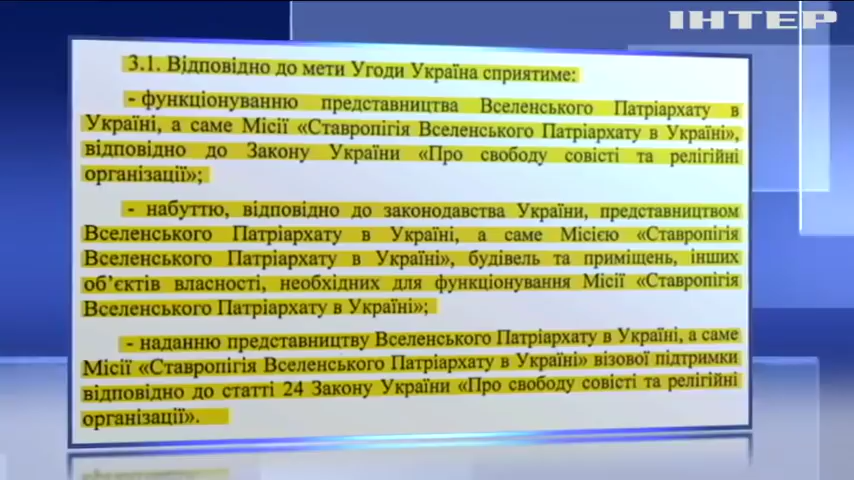 ІНТЕР
3.1. Відповідно до мети Угоди Україна сприятиме:
- функціонуванню представництва Вселенського Патріархату в
Україні, а саме Місії «Ставропігія Вселенського Патріархату в Україні»,
відповідно до Закону України «Про свободу совісті та релігійні
організації»;
- набуттю, відповідно до законодавства України, представництвом
Вселенського Патріархату в Україні, а саме Місією «Ставропігія
Вселенського Патріархату в Україні», будівель та приміщень, інших
об’єктів власності, необхідних для функціонування Місії «Ставропігія
Вселенського Патріархату в Україні»;
- наданню представництву Вселенського Патріархату в Україні, а саме
Місії «Ставропігія Вселенського Патріархату в Україні» візової підтримки
відповідно до статті 24 Закону України «Про свободу совісті та релігійні
організації».